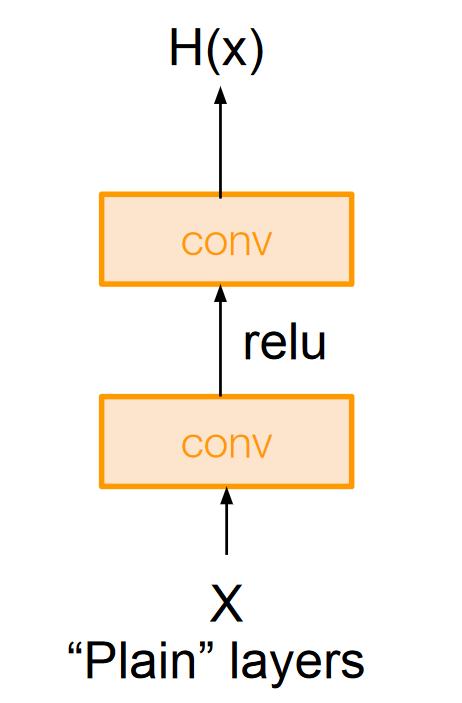 H(x)
conv
relu
conv
X
“Plain” layers